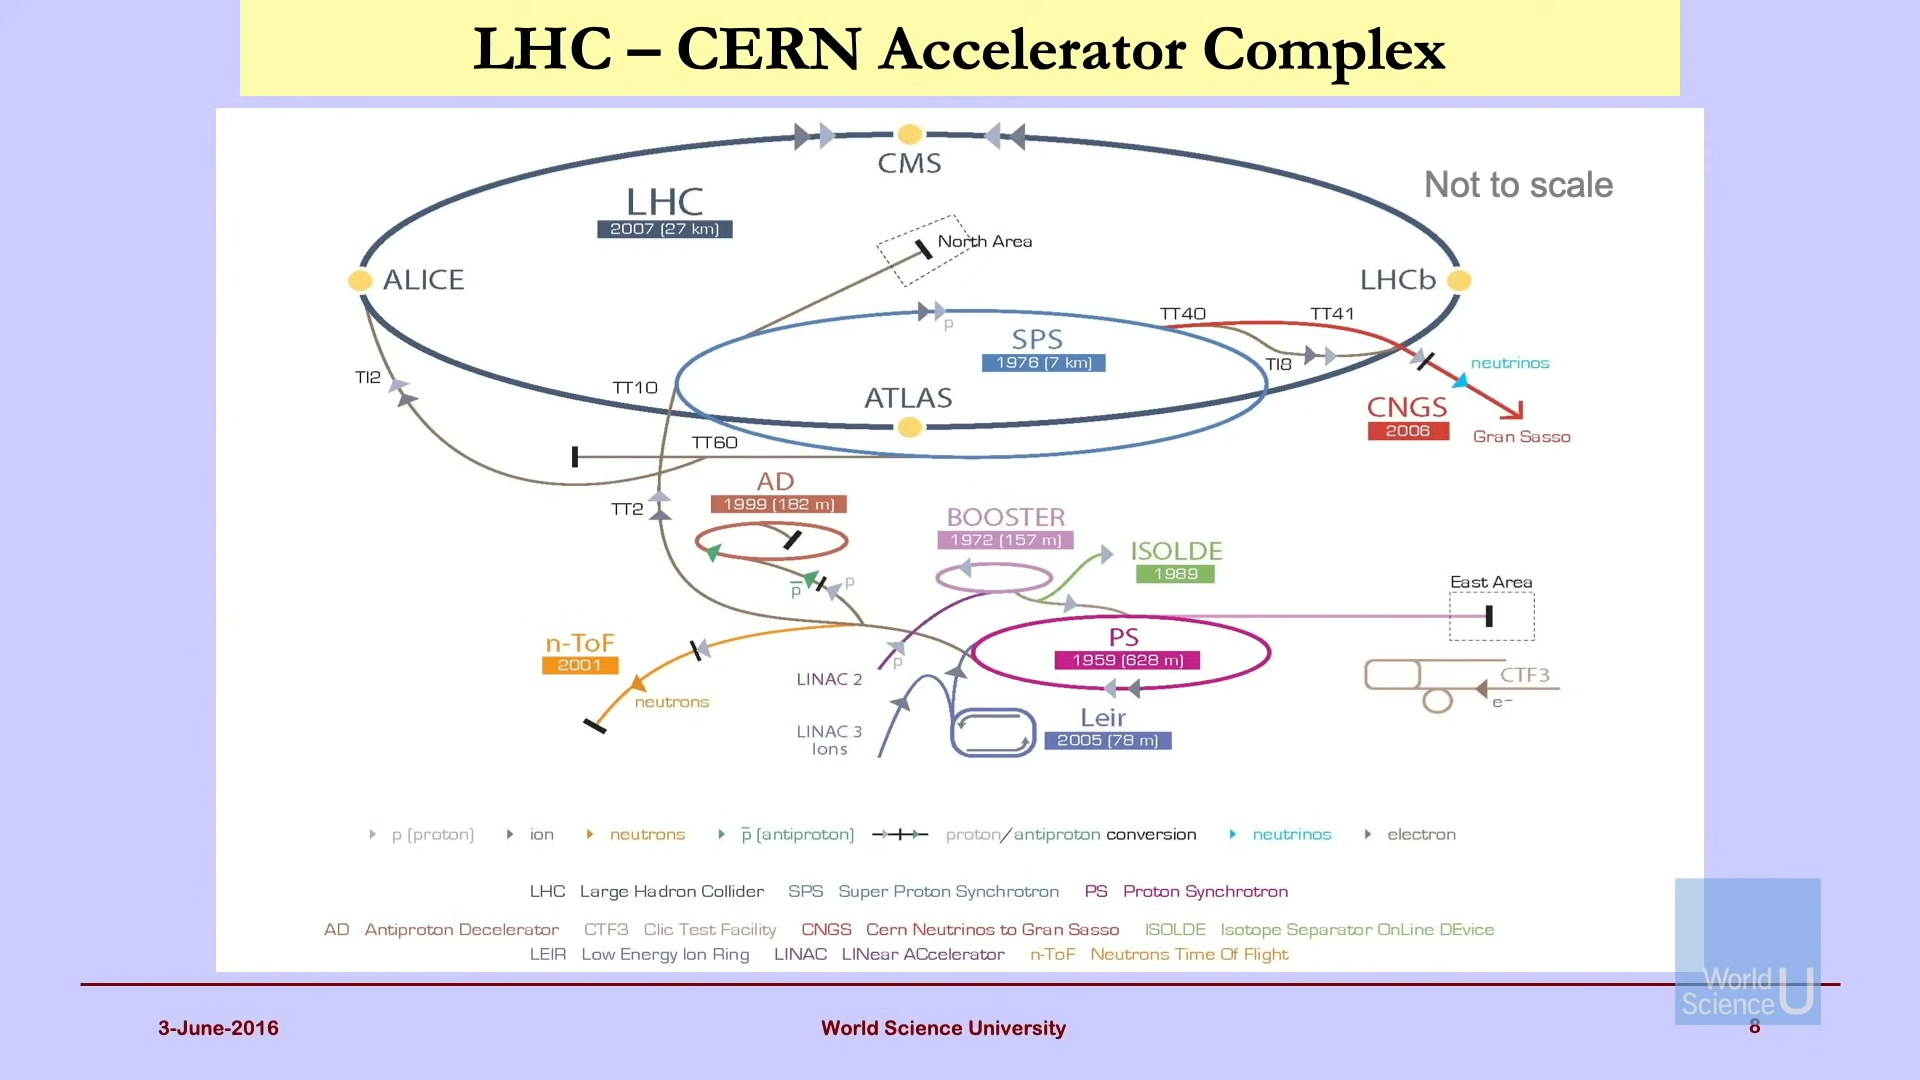 LHC – CERN Accelerator Complex
CMS
Not to scale
LHC
2007 (27 km)
North Area
ALICE
LHCb
TT40
TT41
p
SPS
1976 (7 km)
TI8
neutrinos
TI2
TT10
ATLAS
CNGS
2006
Gran Sasso
TT60
AD
1999 (182 m)
TT2
BOOSTER
1972 (157 m)
ISOLDE
1989
East Area
p̅
p
n-ToF
2001
PS
1959 (628 m)
p
LINAC 2
CTF3
neutrons
e⁻
Leir
2005 (78 m)
LINAC 3
Ions
p (proton) ion neutrons p̅ (antiproton) proton/antiproton conversion neutrinos electron
LHC Large Hadron Collider SPS Super Proton Synchrotron PS Proton Synchrotron
AD Antiproton Decelerator CTF3 Clic Test Facility CNGS Cern Neutrinos to Gran Sasso ISOLDE Isotope Separator OnLine DEvice
LEIR Low Energy Ion Ring LINAC LINear ACcelerator n-ToF Neutrons Time Of Flight
World
Science U
3-June-2016 World Science University 8